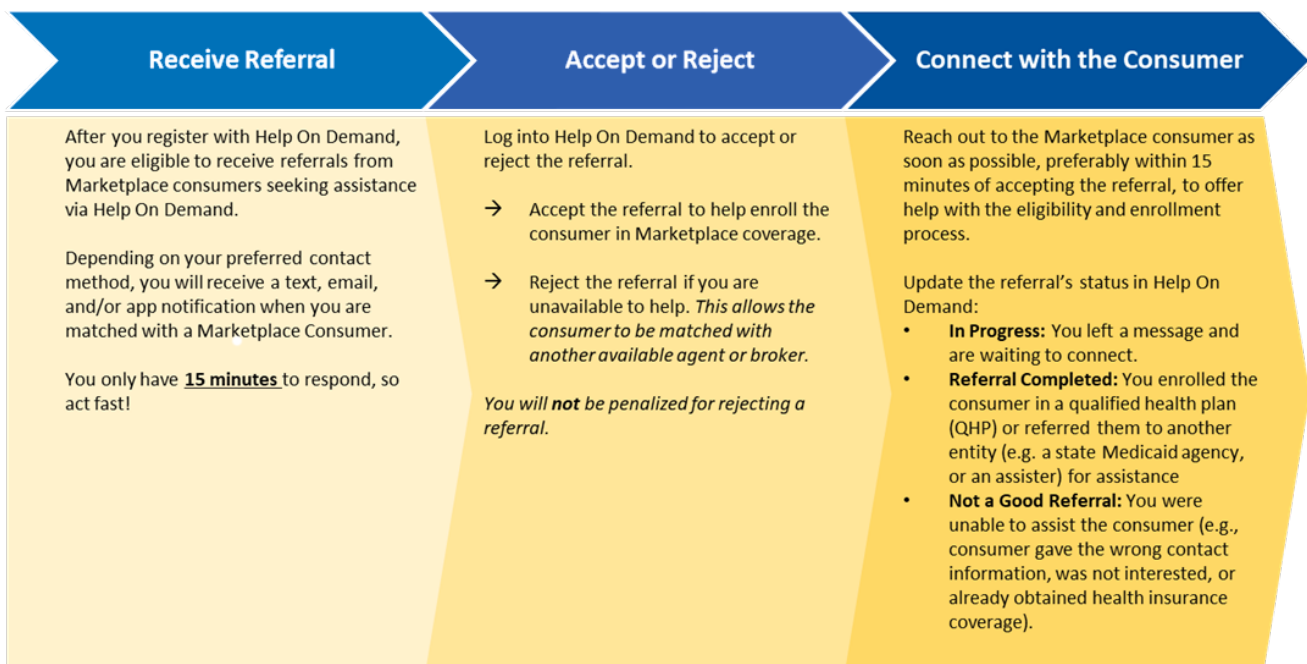 Receive Referral
After you register with Help On Demand,
you are eligible to receive referrals from
Marketplace consumers seeking assistance
via Help On Demand.
Depending on your preferred contact
method, you will receive a text, email,
and/or app notification when you are
matched with a Marketplace Consumer.
You only have 15 minutes to respond, so
act fast!
Accept or Reject
Log into Help On Demand to accept or
reject the referral.
→ Accept the referral to help enroll the
consumer in Marketplace coverage.
→ Reject the referral if you are
unavailable to help. This allows the
consumer to be matched with
another available agent or broker.
You will not be penalized for rejecting a
referral.
Connect with the Consumer
Reach out to the Marketplace consumer as
soon as possible, preferably within 15
minutes of accepting the referral, to offer
help with the eligibility and enrollment
process.
Update the referral's status in Help On
Demand:
• In Progress: You left a message and
are waiting to connect.
• Referral Completed: You enrolled the
consumer in a qualified health plan
(QHP) or referred them to another
entity (e.g. a state Medicaid agency,
or an assister) for assistance
• Not a Good Referral: You were
unable to assist the consumer (e.g.,
consumer gave the wrong contact
information, was not interested, or
already obtained health insurance
coverage).